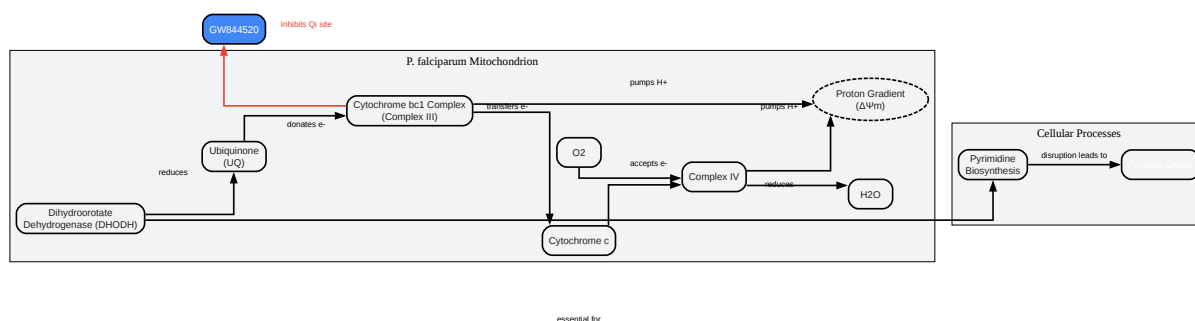 GW844520
Inhibits Qi site
P. falciparum Mitochondrion
pumps H+
Proton Gradient
(ΔΨm)
Cytochrome bc1 Complex
(Complex III)
transfers e-
pumps H+
donates e-
Cellular Processes
Ubiquinone
(UQ)
O2
accepts e-
Pyrimidine
Biosynthesis
disruption leads to
Parasite Death
reduces
Complex IV
reduces
H2O
Dihydroorotate
Dehydrogenase (DHODH)
Cytochrome c
essential for